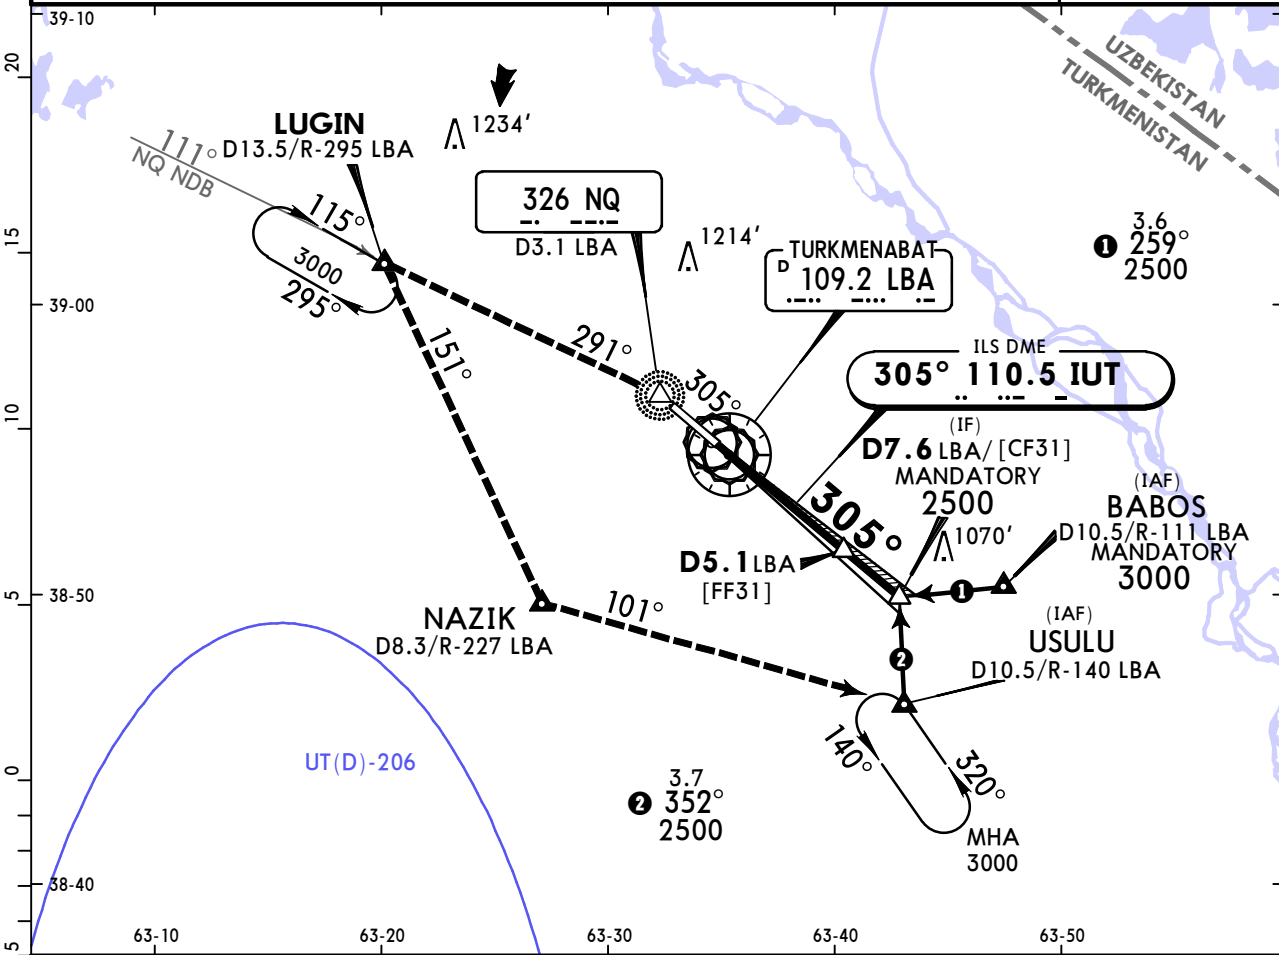 39-10
20
UZBEKISTAN
TURKMENISTAN
LUGIN
D13.5/R-295 LBA
1234'
111°
NQ NDB
326 NQ
D3.1 LBA
115°
3000
295°
1214'
TURKMENABAT
D 109.2 LBA
3.6
1 259°
2500
15
39-00
151°
291°
305°
ILS DME
305° 110.5 IUT
(IF)
D7.6 LBA/[CF31]
MANDATORY
2500
10
305°
1070'
(IAF)
BABOS
D10.5/R-111 LBA
MANDATORY
3000
D5.1 LBA
[FF31]
1
5
38-50
NAZIK
D8.3/R-227 LBA
101°
(IAF)
USULU
D10.5/R-140 LBA
2
UT(D)-206
140°
320°
MHA
3000
0
3.7
2 352°
2500
38-40
5
63-10
63-20
63-30
63-40
63-50